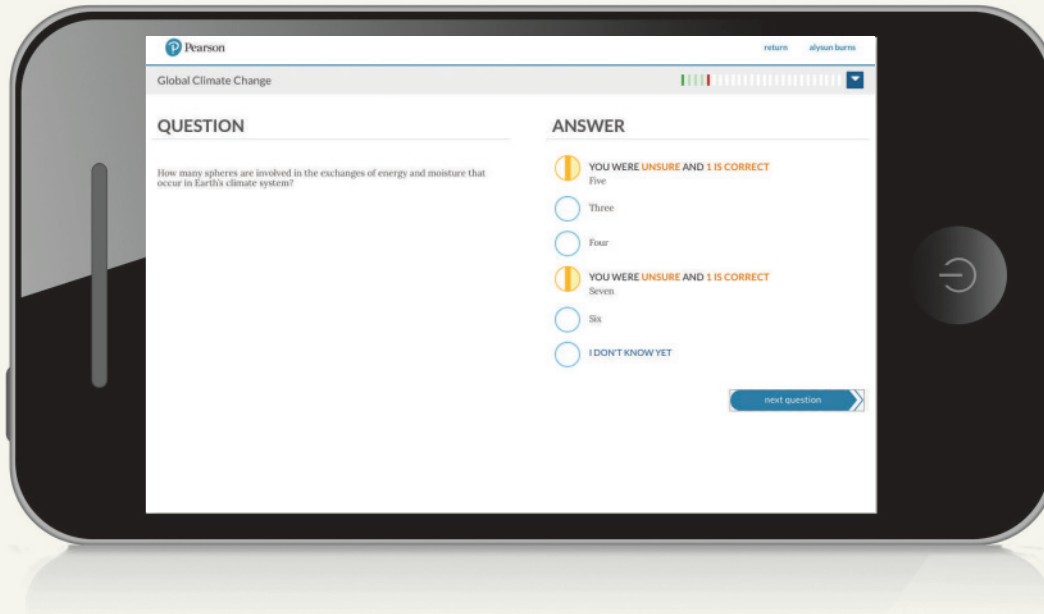 Pearson
return
alysun burns
Global Climate Change
QUESTION
How many spheres are involved in the exchanges of energy and moisture that
occur in Earth's climate system?
ANSWER
YOU WERE UNSURE AND 1 IS CORRECT
Five
Three
Four
YOU WERE UNSURE AND 1 IS CORRECT
Seven
Six
I DON'T KNOW YET
next question